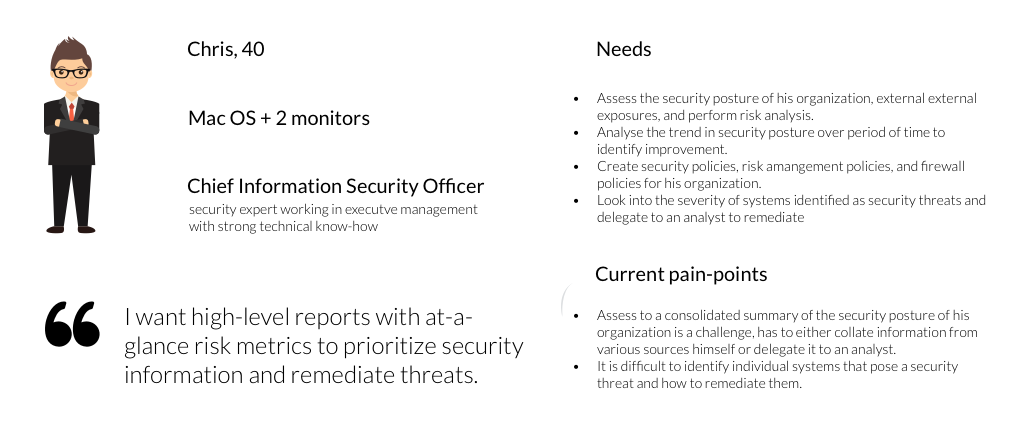 Chris, 40
Mac OS + 2 monitors
Chief Information Security Officer
security expert working in executve management
with strong technical know-how
“
I want high-level reports with at-a-
glance risk metrics to prioritize security
information and remediate threats.
Needs
• Assess the security posture of his organization, external external
exposures, and perform risk analysis.
• Analyse the trend in security posture over period of time to
identify improvement.
• Create security policies, risk amangement policies, and firewall
policies for his organization.
• Look into the severity of systems identified as security threats and
delegate to an analyst to remediate
Current pain-points
• Assess to a consolidated summary of the security posture of his
organization is a challenge, has to either collate information from
various sources himself or delegate it to an analyst.
• It is difficult to identify individual systems that pose a security
threat and how to remediate them.